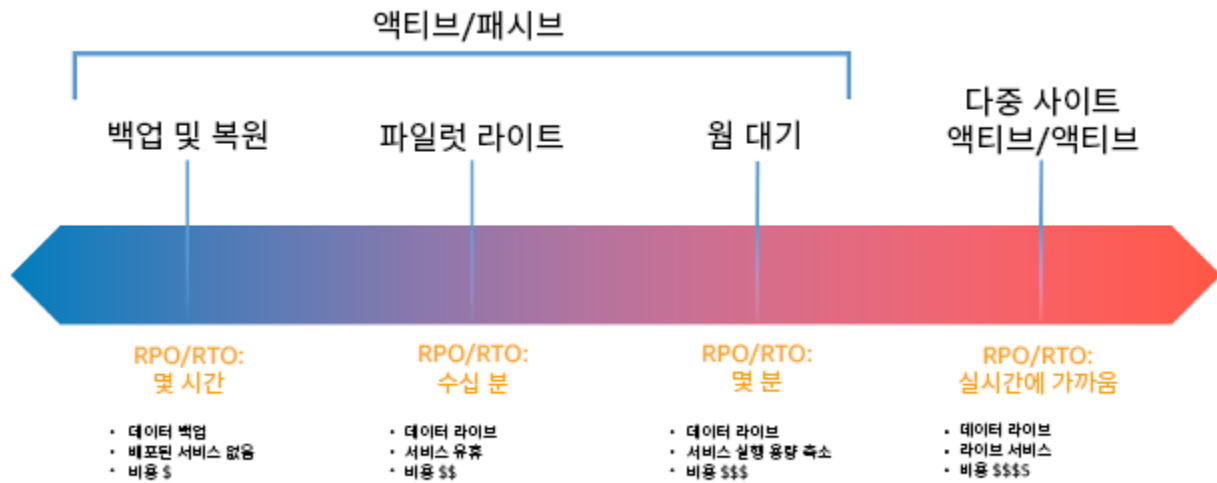 액티브/패시브
백업 및 복원
파일럿 라이트
웜 대기
다중 사이트
액티브/액티브
RPO/RTO:
몇 시간
RPO/RTO:
수십 분
RPO/RTO:
몇 분
RPO/RTO:
실시간에 가까움
• 데이터 백업
• 배포된 서비스 없음
• 비용 $
• 데이터 라이브
• 서비스 유휴
• 비용 $$
• 데이터 라이브
• 서비스 실행 용량 축소
• 비용 $$$
• 데이터 라이브
• 라이브 서비스
• 비용 $$$$